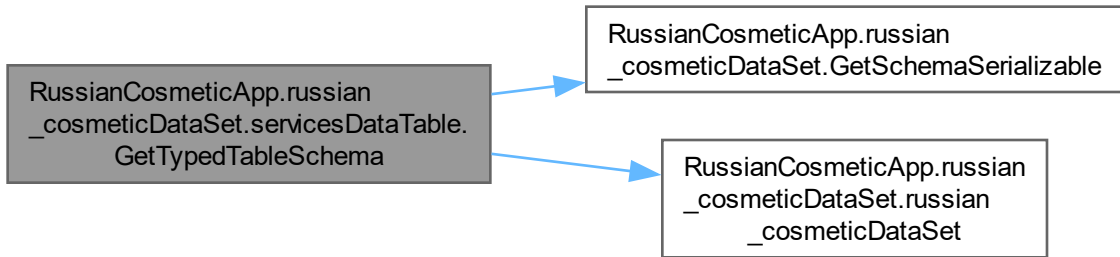 RussianCosmeticApp.russian
_cosmeticDataSet.GetSchemaSerializable
RussianCosmeticApp.russian
_cosmeticDataSet.servicesDataTable.
GetTypedTableSchema
RussianCosmeticApp.russian
_cosmeticDataSet.russian
_cosmeticDataSet